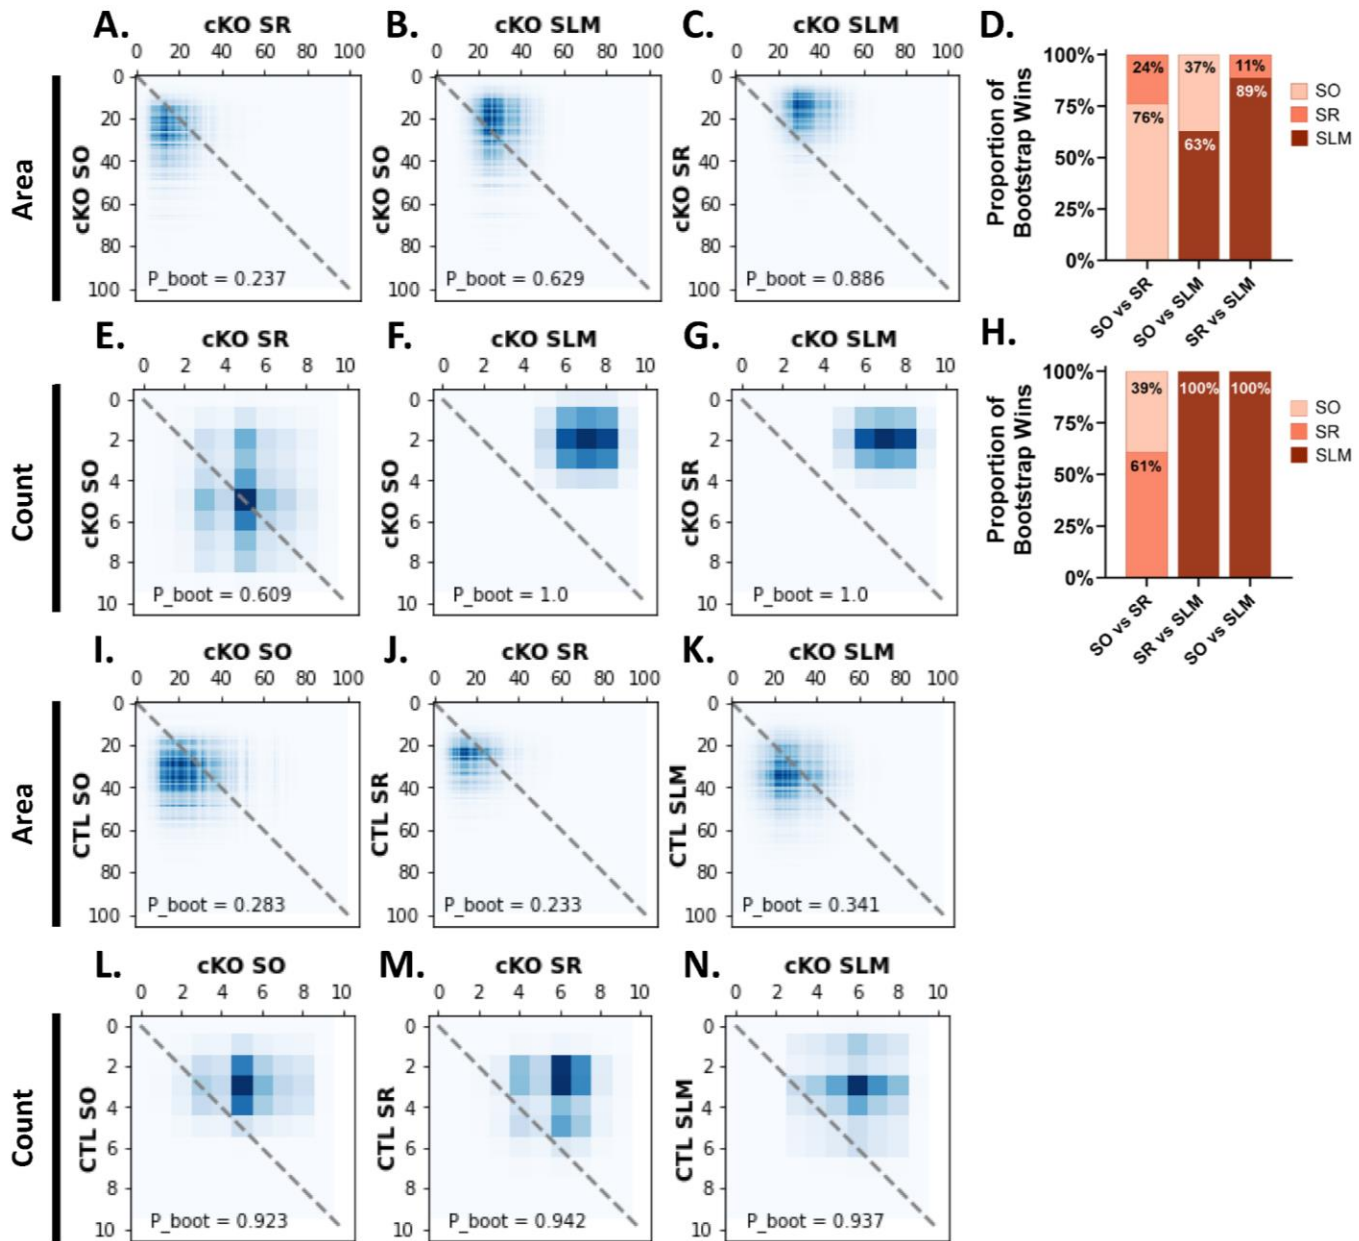 A.
cKO SR
0 20 40 60 80 100
Area
cKO SO
0
20
40
60
80
100
P_boot = 0.237
B.
cKO SLM
0 20 40 60 80 100
cKO SO
0
20
40
60
80
100
P_boot = 0.629
C.
cKO SLM
0 20 40 60 80 100
cKO SR
0
20
40
60
80
100
P_boot = 0.886
D.
Proportion of
Bootstrap Wins
100%
75%
50%
25%
0%
24%
76%
37%
63%
11%
89%
SO vs SR
SO vs SLM
SR vs SLM
SO
SR
SLM
E.
cKO SR
0 2 4 6 8 10
Count
cKO SO
0
2
4
6
8
10
P_boot = 0.609
F.
cKO SLM
0 2 4 6 8 10
cKO SO
0
2
4
6
8
10
P_boot = 1.0
G.
cKO SLM
0 2 4 6 8 10
cKO SR
0
2
4
6
8
10
P_boot = 1.0
H.
Proportion of
Bootstrap Wins
100%
75%
50%
25%
0%
39%
61%
100%
100%
SO vs SR
SR vs SLM
SO vs SLM
SO
SR
SLM
I.
cKO SO
0 20 40 60 80 100
Area
CTL SO
0
20
40
60
80
100
P_boot = 0.283
J.
cKO SR
0 20 40 60 80 100
CTL SR
0
20
40
60
80
100
P_boot = 0.233
K.
cKO SLM
0 20 40 60 80 100
CTL SLM
0
20
40
60
80
100
P_boot = 0.341
L.
cKO SO
0 2 4 6 8 10
Count
CTL SO
0
2
4
6
8
10
P_boot = 0.923
M.
cKO SR
0 2 4 6 8 10
CTL SR
0
2
4
6
8
10
P_boot = 0.942
N.
cKO SLM
0 2 4 6 8 10
CTL SLM
0
2
4
6
8
10
P_boot = 0.937